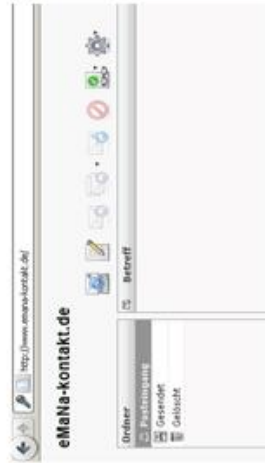 http://www.emana-kontakt.de/
eMaNa-kontakt.de
Ordner
Posteingang
Gesendet
Gelöscht
Betreff